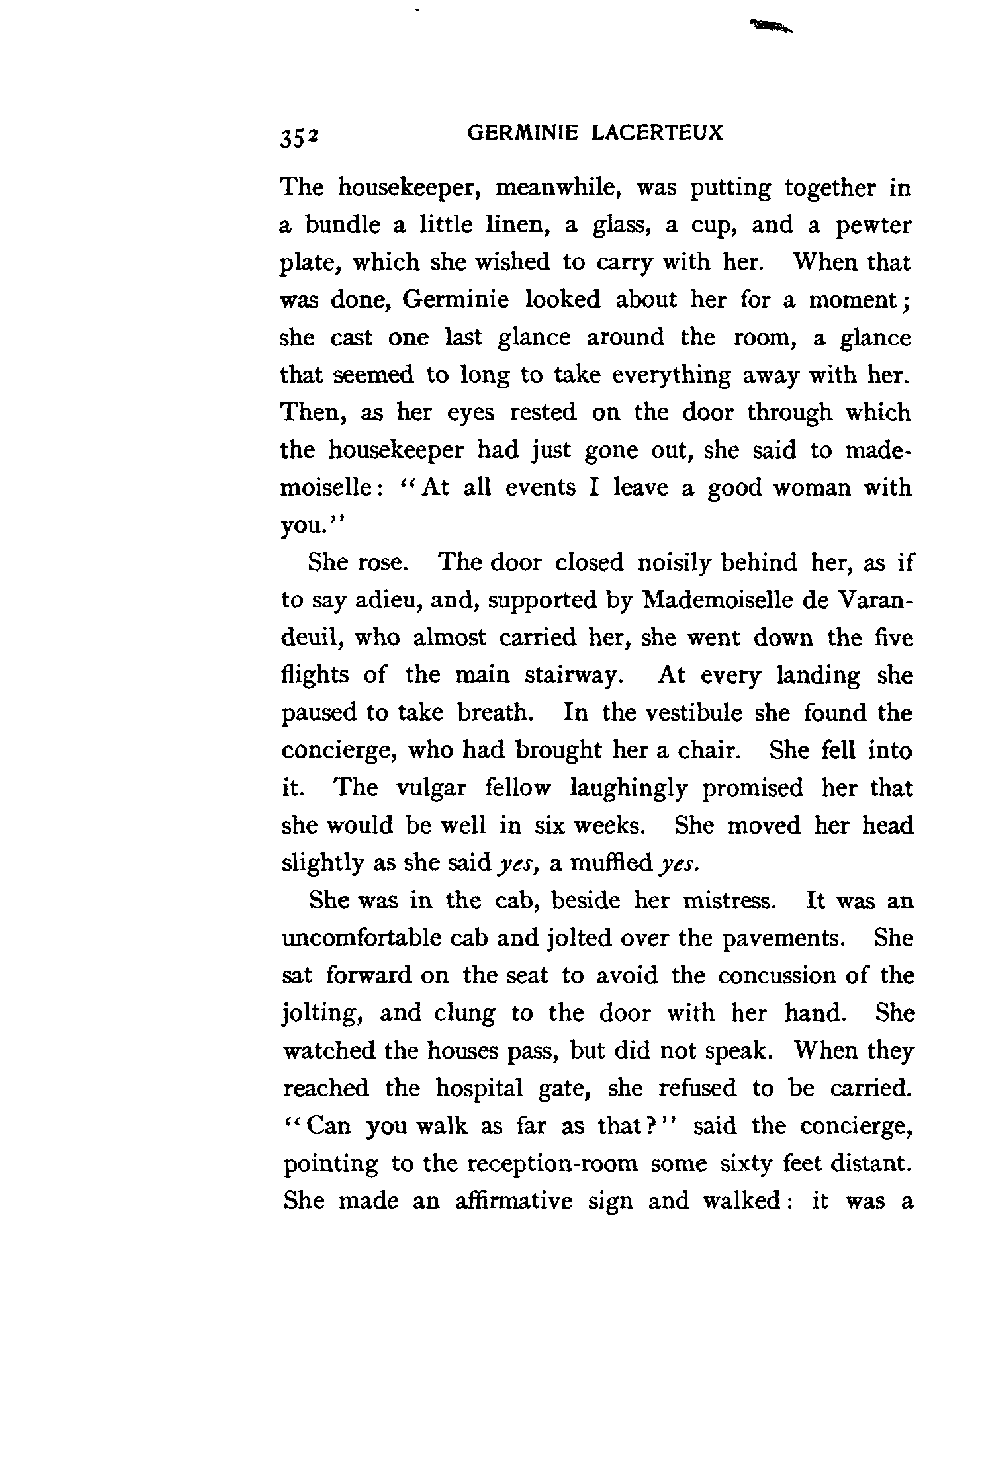 352 GERMINIE LACERTEUX
The housekeeper, meanwhile, was putting together in
a bundle a little linen, a glass, a cup, and a pewter
plate, which she wished to carry with her. When that
was done, Germinie looked about her for a moment;
she cast one last glance around the room, a glance
that seemed to long to take everything away with her.
Then, as her eyes rested on the door through which
the housekeeper had just gone out, she said to made-
moiselle: "At all events I leave a good woman with
you."
She rose. The door closed noisily behind her, as if
to say adieu, and, supported by Mademoiselle de Varan-
deuil, who almost carried her, she went down the five
flights of the main stairway. At every landing she
paused to take breath. In the vestibule she found the
concierge, who had brought her a chair. She fell into
it. The vulgar fellow laughingly promised her that
she would be well in six weeks. She moved her head
slightly as she said yes, a muffled yes.
She was in the cab, beside her mistress. It was an
uncomfortable cab and jolted over the pavements. She
sat forward on the seat to avoid the concussion of the
jolting, and clung to the door with her hand. She
watched the houses pass, but did not speak. When they
reached the hospital gate, she refused to be carried.
"Can you walk as far as that?" said the concierge,
pointing to the reception-room some sixty feet distant.
She made an affirmative sign and walked: it was a